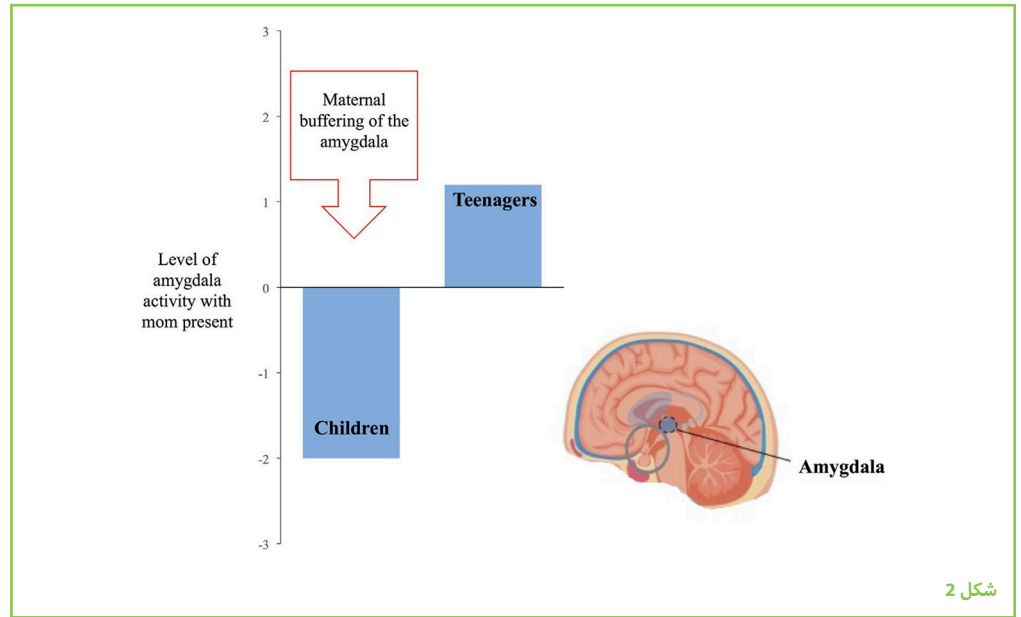 3
2
1
0
-1
-2
-3
Level of
amygdala
activity with
mom present
Maternal
buffering of the
amygdala
Teenagers
Children
Amygdala
شكل 2